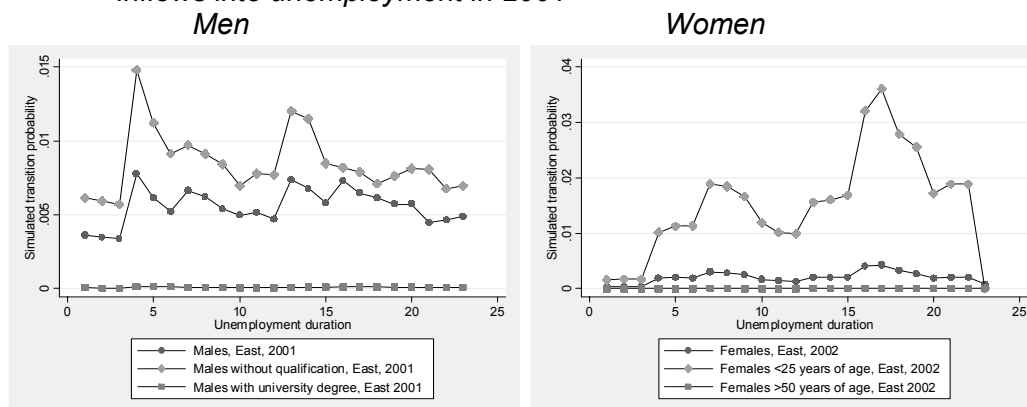 Men
Women
.015
.01
.005
0
Simulated transition probability
0 5 10 15 20 25
Unemployment duration
Males, East, 2001
Males without qualification, East, 2001
Males with university degree, East 2001
.04
.03
.02
.01
0
Simulated transition probability
0 5 10 15 20 25
Unemployment duration
Females, East, 2002
Females <25 years of age, East, 2002
Females >50 years of age, East 2002